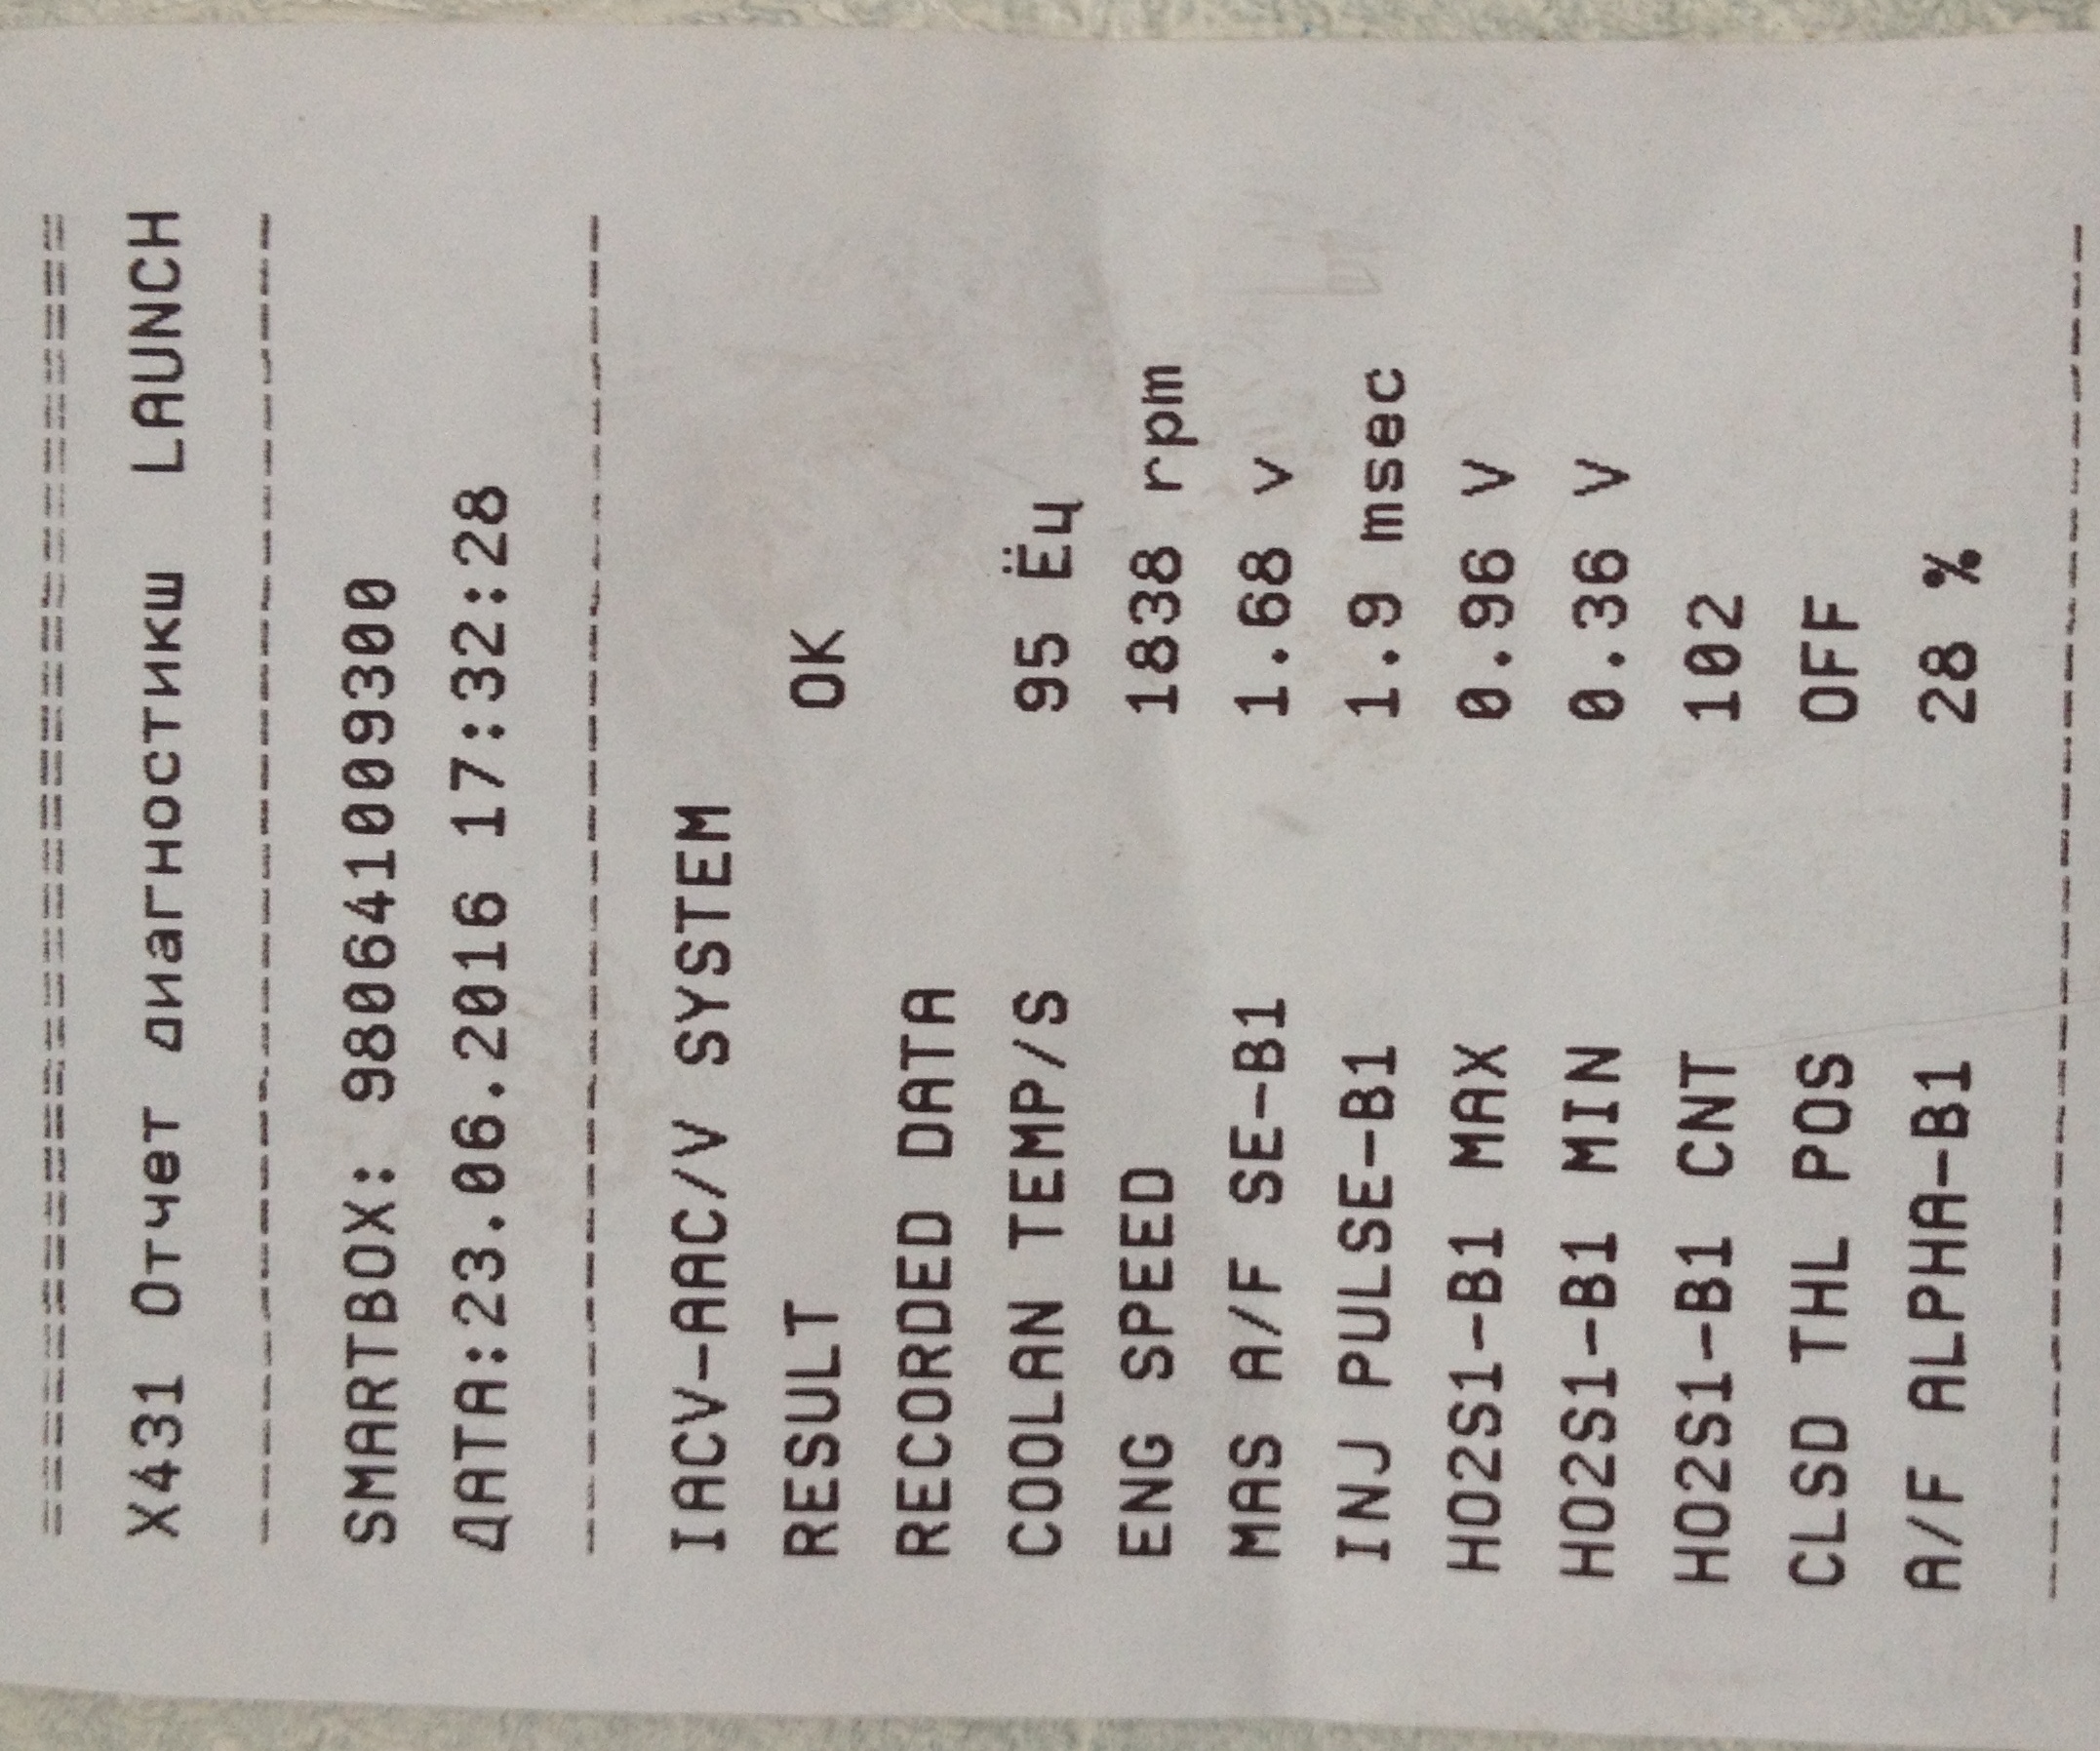 ================================
X431 Отчет диагностикш LAUNCH
--------------------------------
SMARTBOX: 980641009300
ДАТА:23.06.2016 17:32:28
--------------------------------
IACV-AAC/V SYSTEM
RESULT OK
RECORDED DATA
COOLAN TEMP/S 95 Ёц
ENG SPEED 1838 rpm
MAS A/F SE-B1 1.68 v
INJ PULSE-B1 1.9 msec
HO2S1-B1 MAX 0.96 V
HO2S1-B1 MIN 0.36 V
HO2S1-B1 CNT 102
CLSD THL POS OFF
A/F ALPHA-B1 28 %
--------------------------------